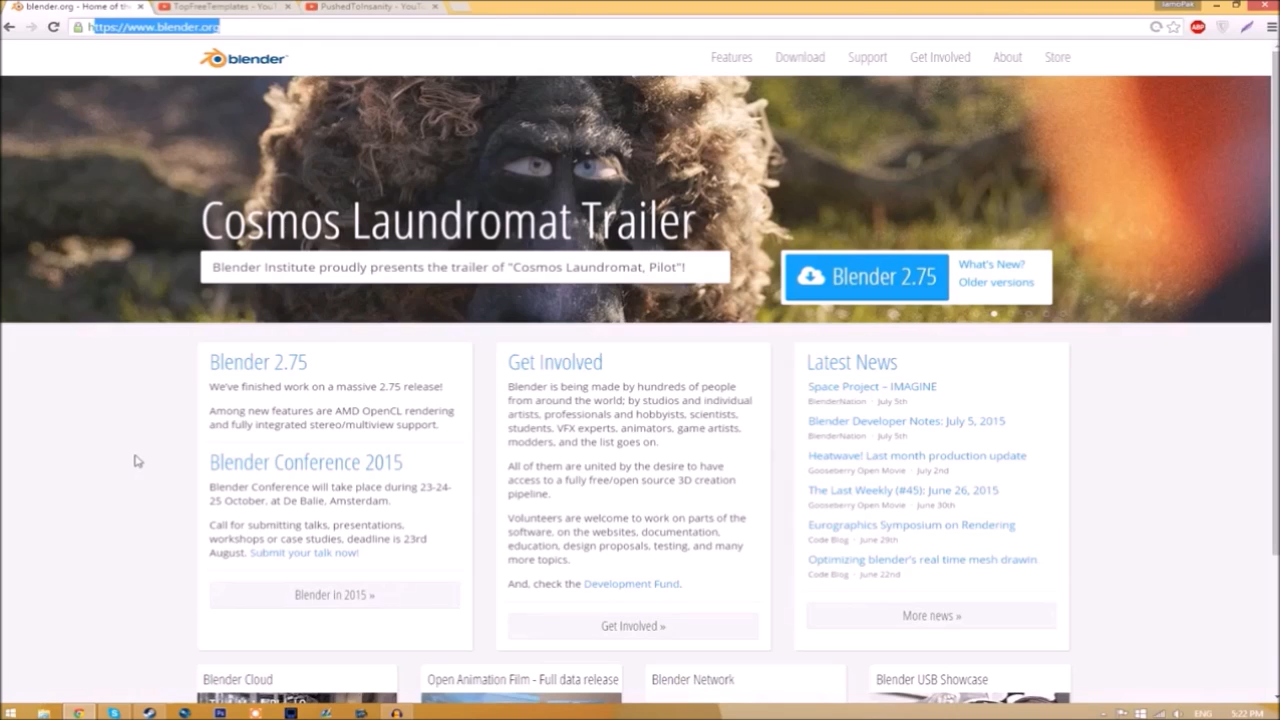 blender.org - Home of th
TopFreeTemplates - YouT
PushedToInsanity - YouT
https://www.blender.org
ABP
blender
Features
Download
Support
Get Involved
About
Store
Cosmos Laundromat Trailer
Blender Institute proudly presents the trailer of "Cosmos Laundromat, Pilot"!
Blender 2.75
What's New?
Older versions
Blender 2.75
We've finished work on a massive 2.75 release!
Among new features are AMD OpenCL rendering
and fully integrated stereo/multiview support.
Blender Conference 2015
Blender Conference will take place during 23-24-
25 October, at De Balie, Amsterdam.
Call for submitting talks, presentations,
workshops or case studies, deadline is 23rd
August. Submit your talk now!
Blender in 2015 »
Get Involved
Blender is being made by hundreds of people
from around the world; by studios and individual
artists, professionals and hobbyists, scientists,
students, VFX experts, animators, game artists,
modders, and the list goes on.
All of them are united by the desire to have
access to a fully free/open source 3D creation
pipeline.
Volunteers are welcome to work on parts of the
software, on the websites, documentation,
education, design proposals, testing, and many
more topics.
And, check the Development Fund.
Get Involved »
Latest News
Space Project – IMAGINE
BlenderNation · July 5th
Blender Developer Notes: July 5, 2015
BlenderNation · July 5th
Heatwave! Last month production update
Gooseberry Open Movie · July 2nd
The Last Weekly (#45): June 26, 2015
Gooseberry Open Movie · June 30th
Eurographics Symposium on Rendering
Code Blog · June 29th
Optimizing blender's real time mesh drawin
Code Blog · June 22nd
More news »
Blender Cloud
Open Animation Film - Full data release
Blender Network
Blender USB Showcase
ENG
5:22 PM